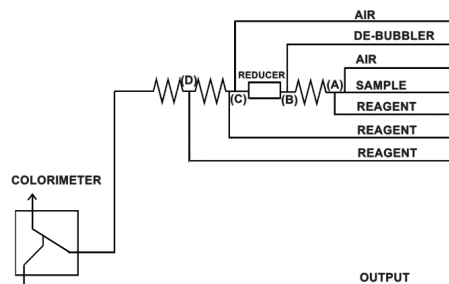 AIR
DE-BUBBLER
REDUCER
AIR
(D)
(C)
(B)
(A)
SAMPLE
REAGENT
REAGENT
REAGENT
COLORIMETER
OUTPUT